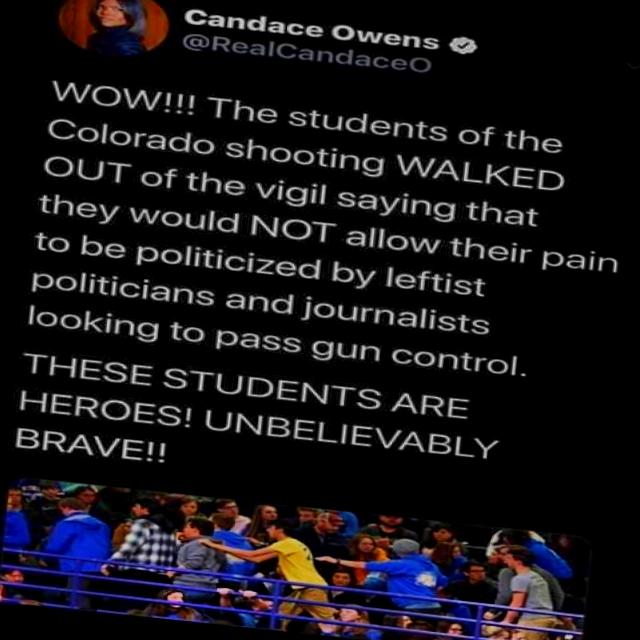 Candace Owens
@RealCandaceO
WOW!!! The students of the
Colorado shooting WALKED
OUT of the vigil saying that
they would NOT allow their pain
to be politicized by leftist
politicians and journalists
looking to pass gun control.
THESE STUDENTS ARE
HEROES! UNBELIEVABLY
BRAVE!!